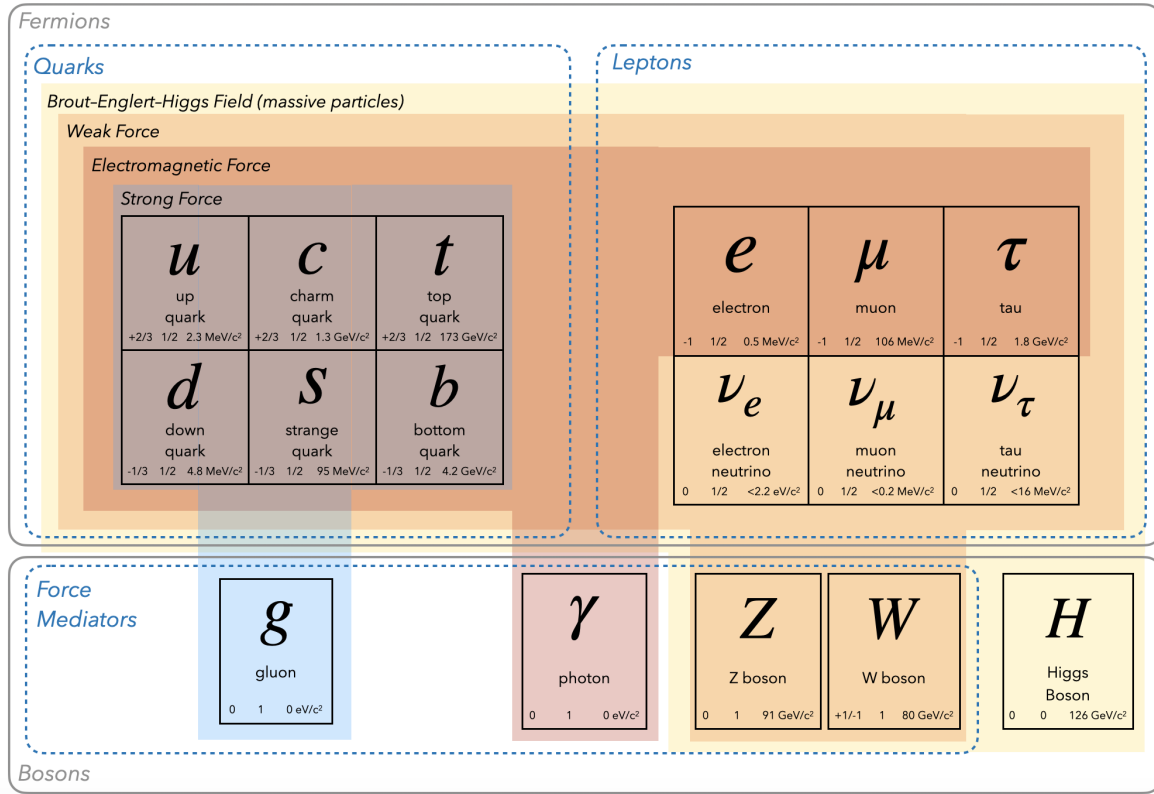 Fermions
Quarks
Leptons
Brout–Englert–Higgs Field (massive particles)
Weak Force
Electromagnetic Force
Strong Force
u
up
quark
+2/3 1/2 2.3 MeV/c²
c
charm
quark
+2/3 1/2 1.3 GeV/c²
t
top
quark
+2/3 1/2 173 GeV/c²
d
down
quark
-1/3 1/2 4.8 MeV/c²
s
strange
quark
-1/3 1/2 95 MeV/c²
b
bottom
quark
-1/3 1/2 4.2 GeV/c²
e
electron
-1 1/2 0.5 MeV/c²
μ
muon
-1 1/2 106 MeV/c²
τ
tau
-1 1/2 1.8 GeV/c²
νe
electron
neutrino
0 1/2 <2.2 eV/c²
νμ
muon
neutrino
0 1/2 <0.2 MeV/c²
ντ
tau
neutrino
0 1/2 <16 MeV/c²
Force
Mediators
g
gluon
0 1 0 eV/c²
γ
photon
0 1 0 eV/c²
Z
Z boson
0 1 91 GeV/c²
W
W boson
+1/-1 1 80 GeV/c²
H
Higgs
Boson
0 0 126 GeV/c²
Bosons